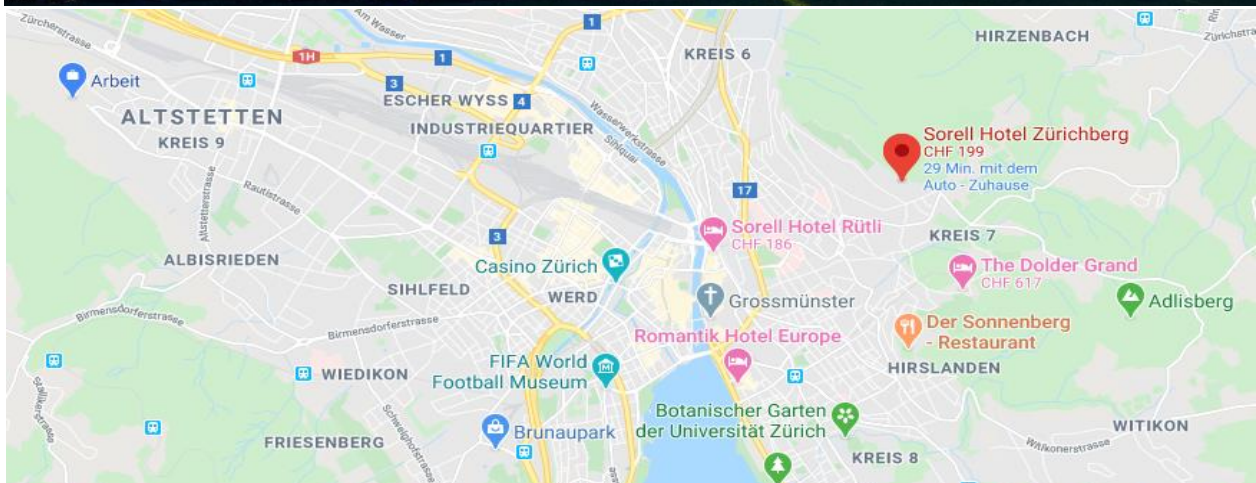 Zürcherstrasse
Am Wasser
1
KREIS 6
HIRZENBACH
1H
1
Arbeit
3
ESCHER WYSS
4
ALTSTETTEN
KREIS 9
INDUSTRIEQUARTIER
Wasserwerkstrasse
Sihlquai
Sorell Hotel Zürichberg
CHF 199
29 Min. mit dem
Auto - Zuhause
17
Altstetterstrasse
Rautistrasse
3
Sorell Hotel Rütli
CHF 186
KREIS 7
ALBISRIEDEN
Casino Zürich
The Dolder Grand
CHF 617
SIHLFELD
WERD
Grossmünster
Adlisberg
Birmensdorferstrasse
Birmensdorferstrasse
Der Sonnenberg
- Restaurant
Romantik Hotel Europe
FIFA World
Football Museum
WIEDIKON
HIRSLANDEN
Schweighofstrasse
Botanischer Garten
der Universität Zürich
WITIKON
FRIESENBERG
Brunaupark
Witikonerstrasse
KREIS 8